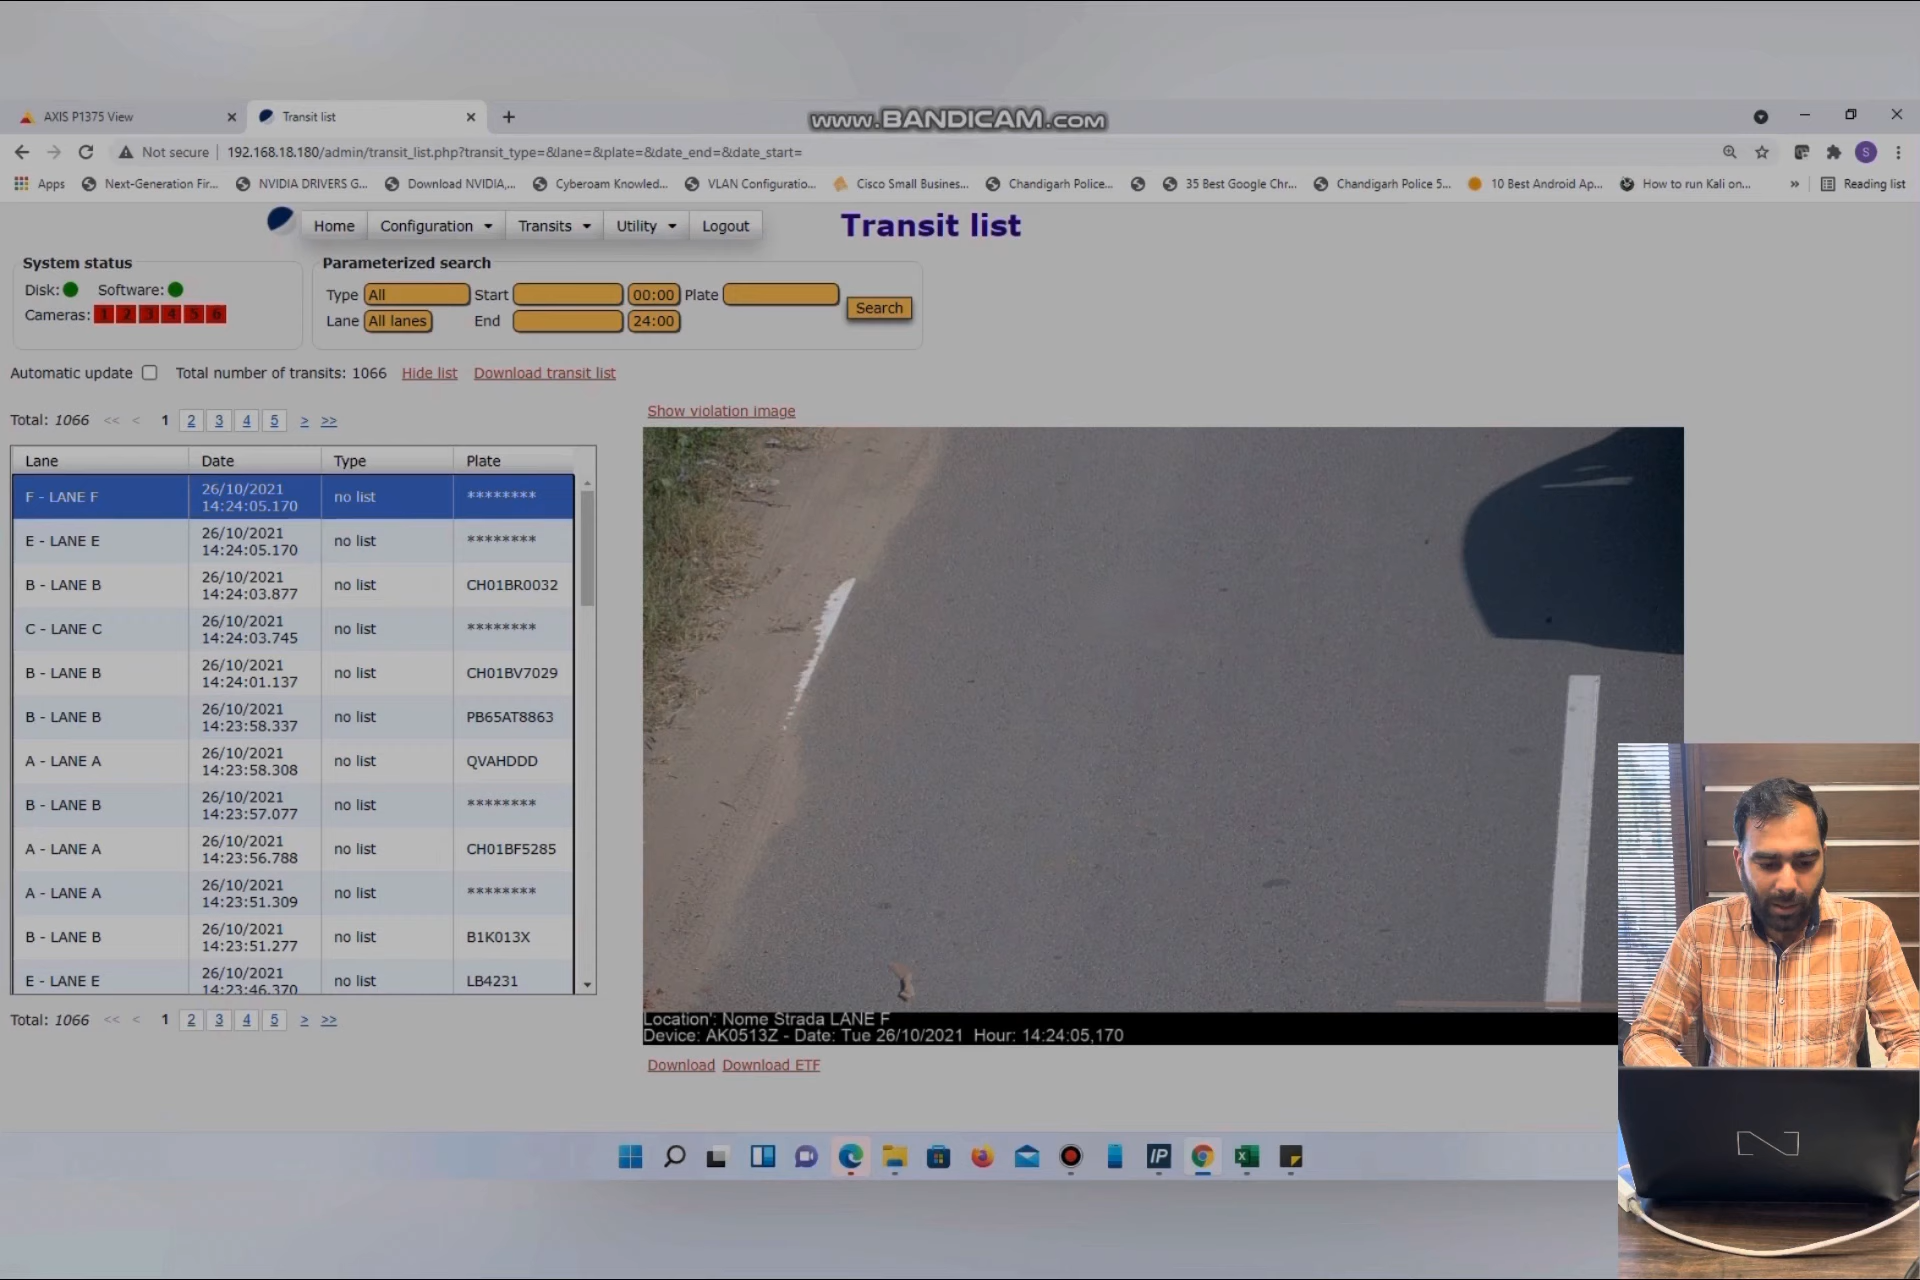 AXIS P1375 View
Transit list
www.BANDICAM.com
Not secure
192.168.18.180/admin/transit_list.php?transit_type=&lane=&plate=&date_end=&date_start=
S
Apps
Next-Generation Fir...
NVIDIA DRIVERS G...
Download NVIDIA,...
Cyberoam Knowled...
VLAN Configuratio...
Cisco Small Busines...
Chandigarh Police...
35 Best Google Chr...
Chandigarh Police 5...
10 Best Android Ap...
How to run Kali on...
»
Reading list
Home
Configuration
Transits
Utility
Logout
Transit list
System status
Disk:
Software:
Cameras: 1 2 3 4 5 6
Parameterized search
Type All Start 00:00 Plate
Lane All lanes End 24:00
Search
Automatic update
Total number of transits: 1066
Hide list
Download transit list
Total: 1066 << < 1 2 3 4 5 > >>
Lane Date Type Plate
F - LANE F 26/10/2021 14:24:05.170 no list ********
E - LANE E 26/10/2021 14:24:05.170 no list ********
B - LANE B 26/10/2021 14:24:03.877 no list CH01BR0032
C - LANE C 26/10/2021 14:24:03.745 no list ********
B - LANE B 26/10/2021 14:24:01.137 no list CH01BV7029
B - LANE B 26/10/2021 14:23:58.337 no list PB65AT8863
A - LANE A 26/10/2021 14:23:58.308 no list QVAHDDD
B - LANE B 26/10/2021 14:23:57.077 no list ********
A - LANE A 26/10/2021 14:23:56.788 no list CH01BF5285
A - LANE A 26/10/2021 14:23:51.309 no list ********
B - LANE B 26/10/2021 14:23:51.277 no list B1K013X
E - LANE E 26/10/2021 14:23:46.370 no list LB4231
Total: 1066 << < 1 2 3 4 5 > >>
Show violation image
Location': Nome Strada LANE F
Device: AK0513Z - Date: Tue 26/10/2021 Hour: 14:24:05,170
Download
Download ETF
IP